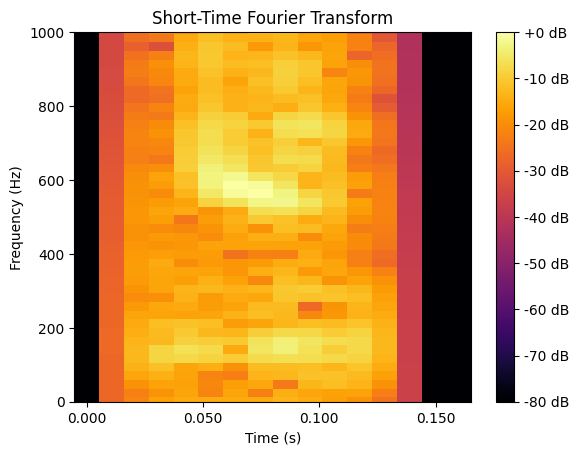 Short-Time Fourier Transform
Frequency (Hz)
1000
800
600
400
200
0
0.000
0.050
0.100
0.150
Time (s)
+0 dB
-10 dB
-20 dB
-30 dB
-40 dB
-50 dB
-60 dB
-70 dB
-80 dB